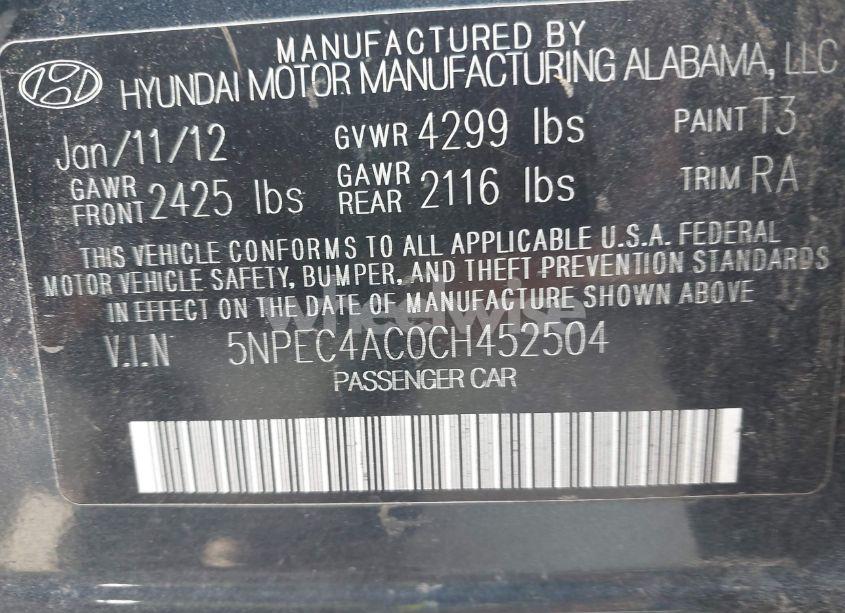 MANUFACTURED BY
HYUNDAI MOTOR MANUFACTURING ALABAMA, LLC
Jan/11/12 GVWR 4299 lbs PAINT T3
GAWR FRONT 2425 lbs GAWR REAR 2116 lbs TRIM RA
THIS VEHICLE CONFORMS TO ALL APPLICABLE U.S.A. FEDERAL
MOTOR VEHICLE SAFETY, BUMPER, AND THEFT PREVENTION STANDARDS
IN EFFECT ON THE DATE OF MANUFACTURE SHOWN ABOVE
wheelwise
V.I.N 5NPEC4AC0CH452504
PASSENGER CAR